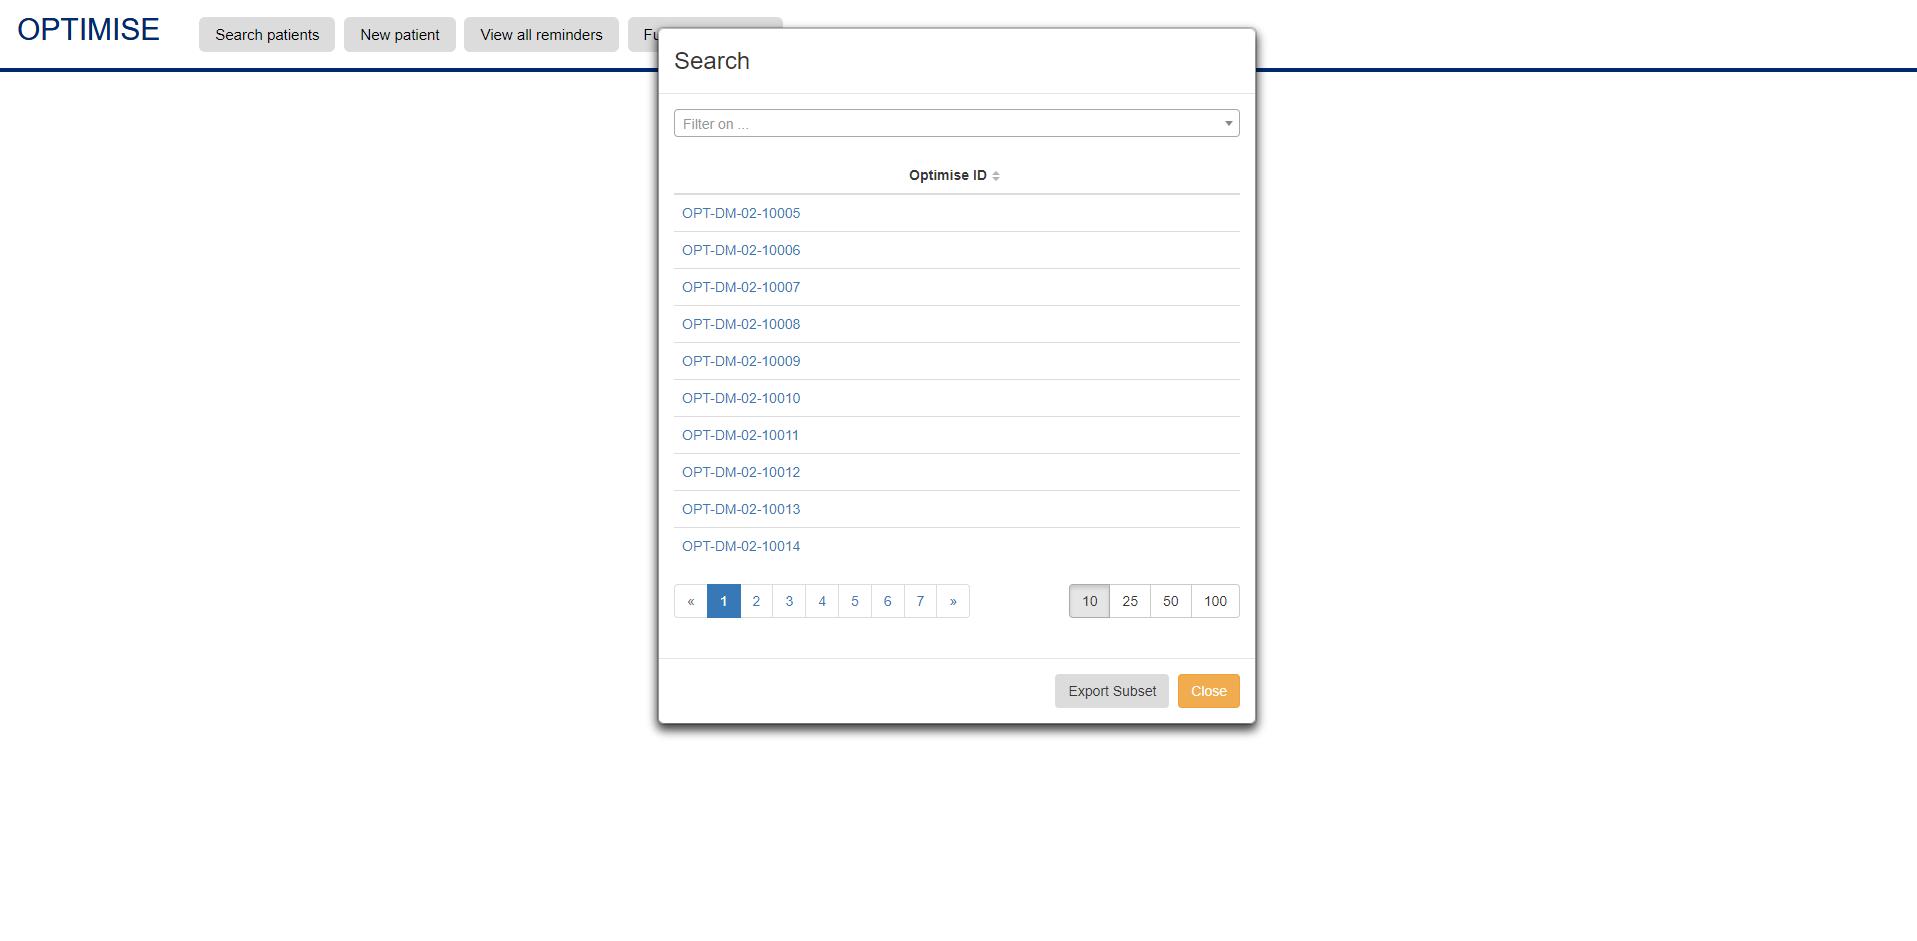 OPTIMISE
Search patients
New patient
View all reminders
Search
Filter on ...
Optimise ID
OPT-DM-02-10005
OPT-DM-02-10006
OPT-DM-02-10007
OPT-DM-02-10008
OPT-DM-02-10009
OPT-DM-02-10010
OPT-DM-02-10011
OPT-DM-02-10012
OPT-DM-02-10013
OPT-DM-02-10014
« 1 2 3 4 5 6 7 »
10 25 50 100
Export Subset
Close